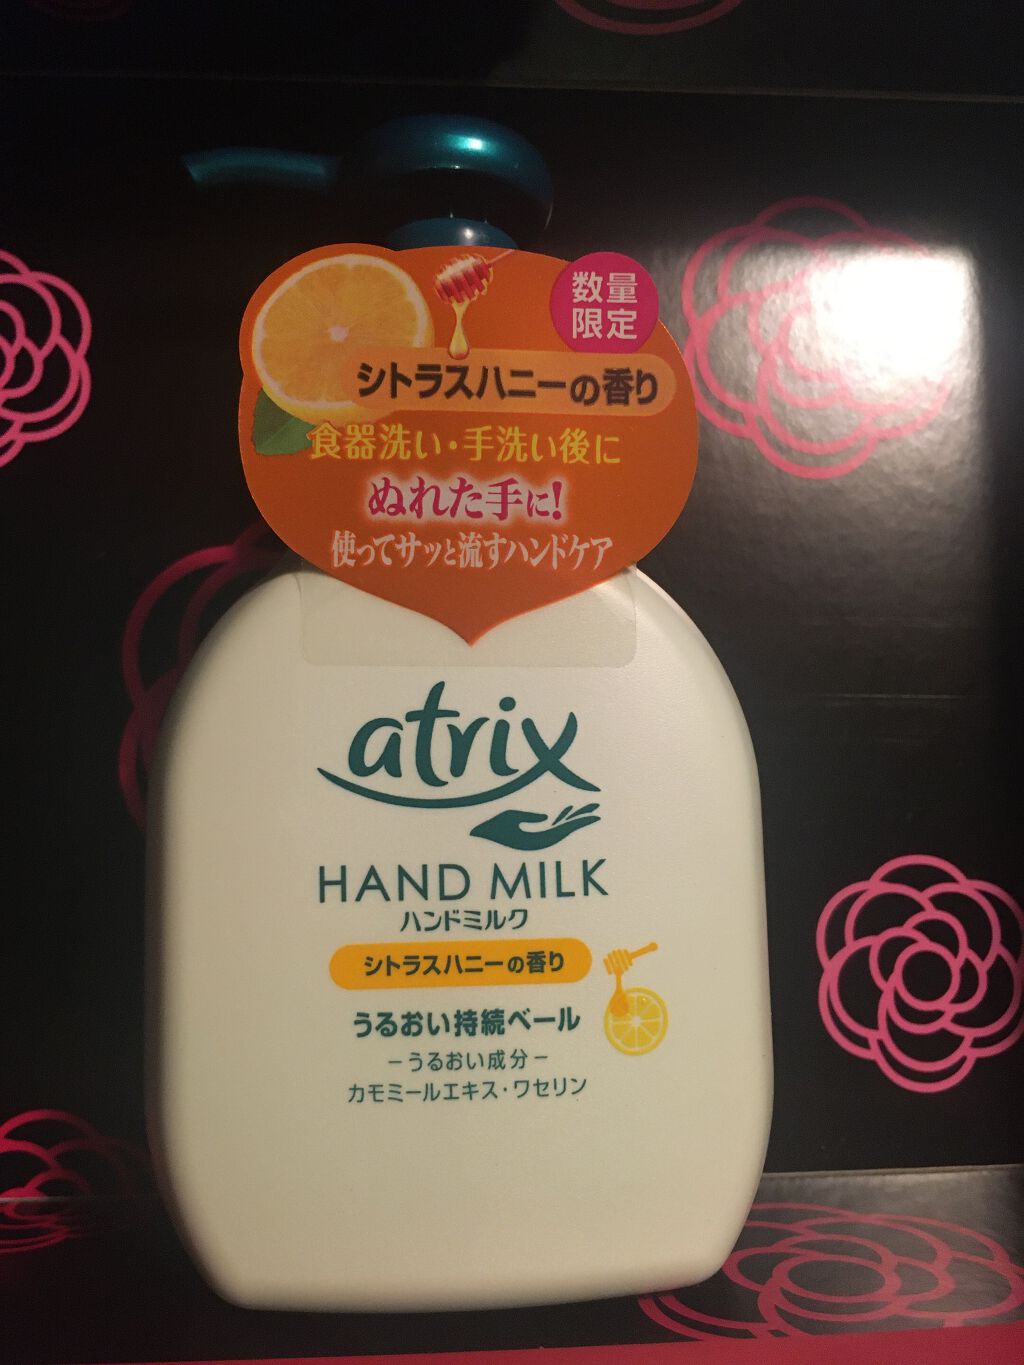 数量
限定
シトラスハニーの香り
食器洗い・手洗い後に
ぬれた手に!
使ってサッと流すハンドケア
atrix
HAND MILK
ハンドミルク
シトラスハニーの香り
うるおい持続ベール
－うるおい成分－
カモミールエキス・ワセリン